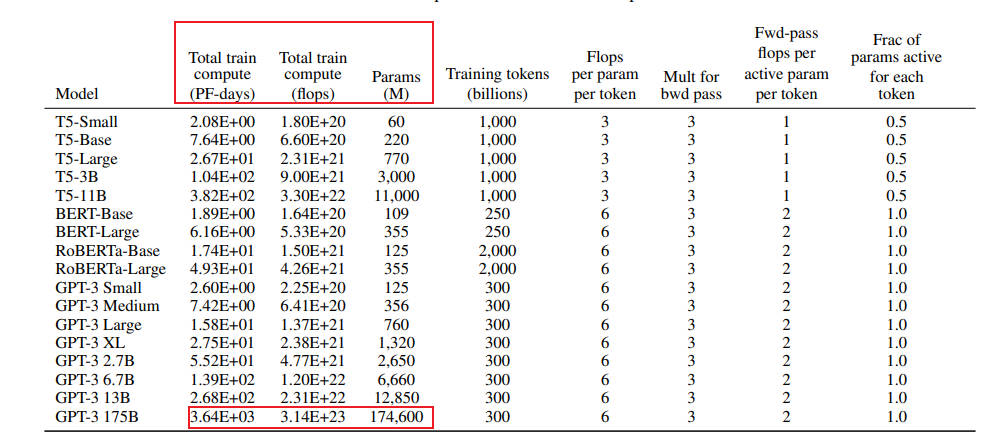 Model Total train compute (PF-days) Total train compute (flops) Params (M) Training tokens (billions) Flops per param per token Mult for bwd pass Fwd-pass flops per active param per token Frac of params active for each token
T5-Small 2.08E+00 1.80E+20 60 1,000 3 3 1 0.5
T5-Base 7.64E+00 6.60E+20 220 1,000 3 3 1 0.5
T5-Large 2.67E+01 2.31E+21 770 1,000 3 3 1 0.5
T5-3B 1.04E+02 9.00E+21 3,000 1,000 3 3 1 0.5
T5-11B 3.82E+02 3.30E+22 11,000 1,000 3 3 1 0.5
BERT-Base 1.89E+00 1.64E+20 109 250 6 3 2 1.0
BERT-Large 6.16E+00 5.33E+20 355 250 6 3 2 1.0
RoBERTa-Base 1.74E+01 1.50E+21 125 2,000 6 3 2 1.0
RoBERTa-Large 4.93E+01 4.26E+21 355 2,000 6 3 2 1.0
GPT-3 Small 2.60E+00 2.25E+20 125 300 6 3 2 1.0
GPT-3 Medium 7.42E+00 6.41E+20 356 300 6 3 2 1.0
GPT-3 Large 1.58E+01 1.37E+21 760 300 6 3 2 1.0
GPT-3 XL 2.75E+01 2.38E+21 1,320 300 6 3 2 1.0
GPT-3 2.7B 5.52E+01 4.77E+21 2,650 300 6 3 2 1.0
GPT-3 6.7B 1.39E+02 1.20E+22 6,660 300 6 3 2 1.0
GPT-3 13B 2.68E+02 2.31E+22 12,850 300 6 3 2 1.0
GPT-3 175B 3.64E+03 3.14E+23 174,600 300 6 3 2 1.0